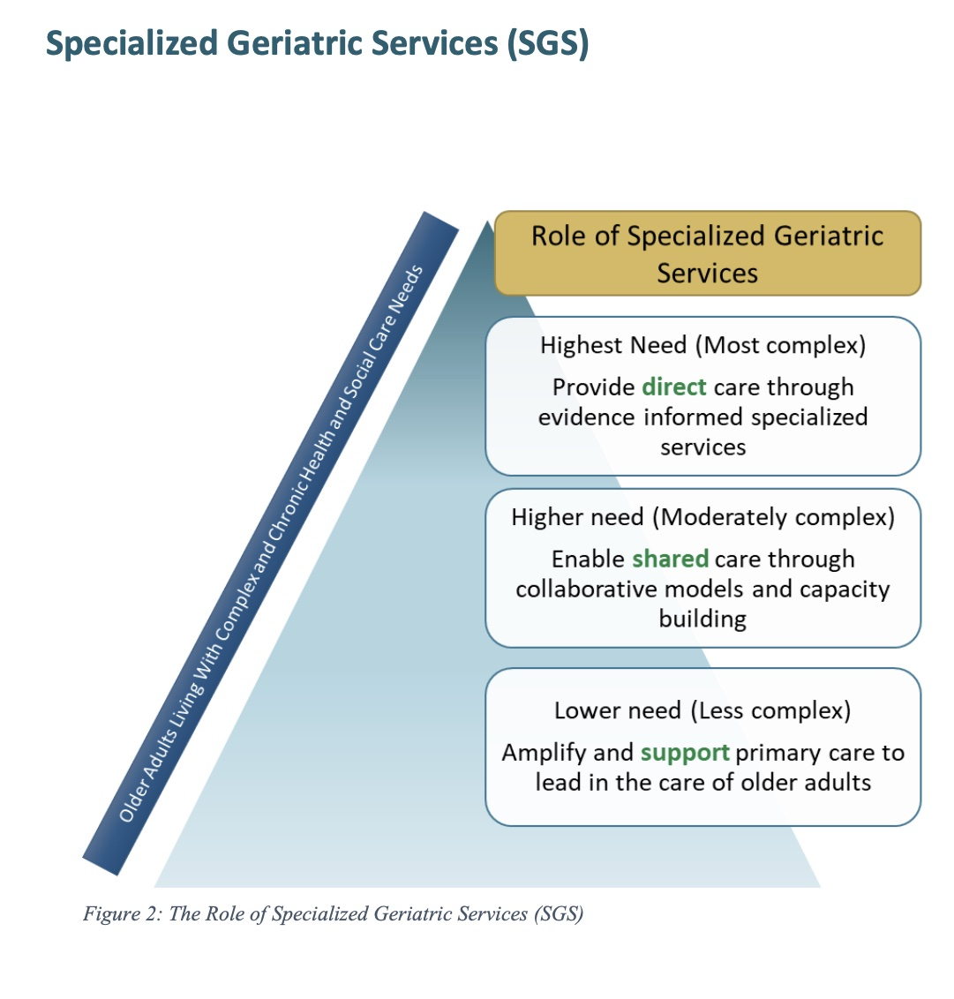 Specialized Geriatric Services (SGS)
Older Adults Living With Complex and Chronic Health and Social Care Needs
Role of Specialized Geriatric
Services
Highest Need (Most complex)
Provide direct care through
evidence informed specialized
services
Higher need (Moderately complex)
Enable shared care through
collaborative models and capacity
building
Lower need (Less complex)
Amplify and support primary care to
lead in the care of older adults
Figure 2: The Role of Specialized Geriatric Services (SGS)